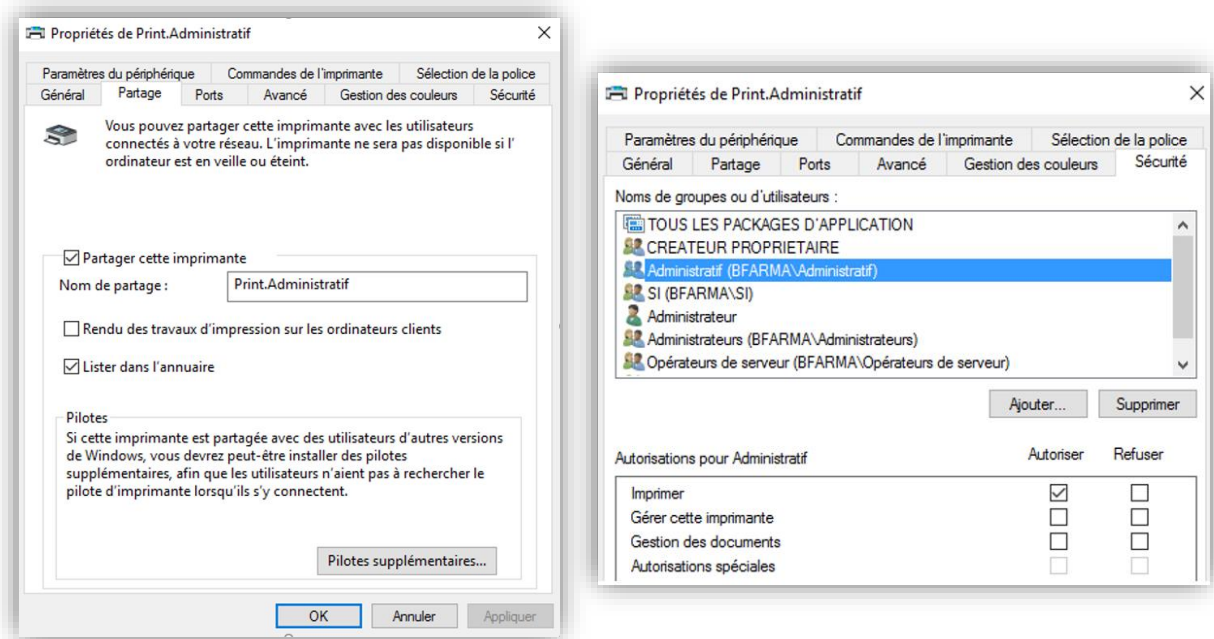 Propriétés de Print.Administratif
Paramètres du périphérique Commandes de l'imprimante Sélection de la police
Général Partage Ports Avancé Gestion des couleurs Sécurité
Vous pouvez partager cette imprimante avec les utilisateurs
connectés à votre réseau. L'imprimante ne sera pas disponible si l'
ordinateur est en veille ou éteint.
Partager cette imprimante
Nom de partage : Print.Administratif
Rendu des travaux d'impression sur les ordinateurs clients
Lister dans l'annuaire
Pilotes
Si cette imprimante est partagée avec des utilisateurs d'autres versions
de Windows, vous devrez peut-être installer des pilotes
supplémentaires, afin que les utilisateurs n'aient pas à rechercher le
pilote d'imprimante lorsqu'ils s'y connectent.
Pilotes supplémentaires...
OK Annuler Appliquer
Propriétés de Print.Administratif
Paramètres du périphérique Commandes de l'imprimante Sélection de la police
Général Partage Ports Avancé Gestion des couleurs Sécurité
Noms de groupes ou d'utilisateurs :
TOUS LES PACKAGES D'APPLICATION
CREATEUR PROPRIETAIRE
Administratif (BFARMA\Administratif)
SI (BFARMA\SI)
Administrateur
Administrateurs (BFARMA\Administrateurs)
Opérateurs de serveur (BFARMA\Opérateurs de serveur)
Ajouter... Supprimer
Autorisations pour Administratif Autoriser Refuser
Imprimer
Gérer cette imprimante
Gestion des documents
Autorisations spéciales